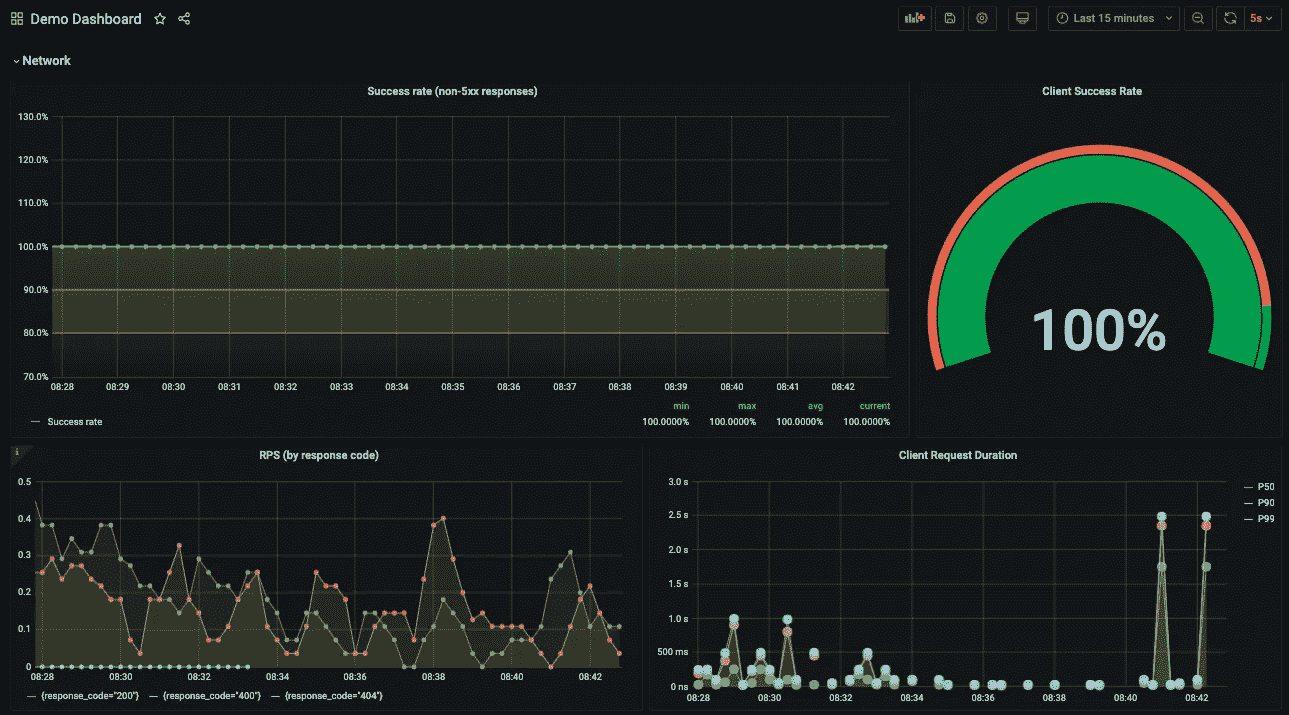 Demo Dashboard
Last 15 minutes
5s
Network
Success rate (non-5xx responses)
130.0%
120.0%
110.0%
100.0%
90.0%
80.0%
70.0%
08:28 08:29 08:30 08:31 08:32 08:33 08:34 08:35 08:36 08:37 08:38 08:39 08:40 08:41 08:42
min max avg current
Success rate 100.0000% 100.0000% 100.0000% 100.0000%
Client Success Rate
100%
i
RPS (by response code)
0.5
0.4
0.3
0.2
0.1
0
08:28 08:30 08:32 08:34 08:36 08:38 08:40 08:42
{response_code="200"} {response_code="400"} {response_code="404"}
Client Request Duration
3.0 s
2.5 s
2.0 s
1.5 s
1.0 s
500 ms
0 ns
08:28 08:30 08:32 08:34 08:36 08:38 08:40 08:42
P50
P90
P99